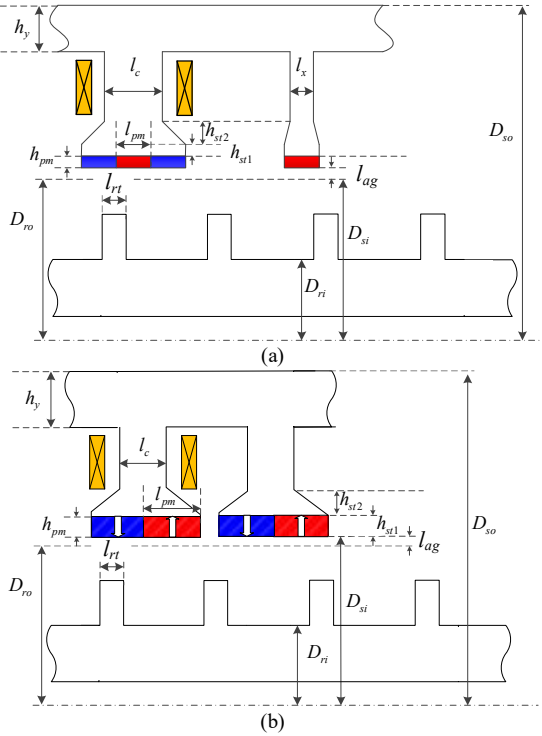 h_y
l_c
l_x
l_pm
h_st2
D_so
h_pm
h_st1
l_rt
l_ag
D_ro
D_si
D_ri
(a)
h_y
l_c
l_pm
h_st2
h_pm
h_st1
D_so
l_rt
l_ag
D_ro
D_si
D_ri
(b)